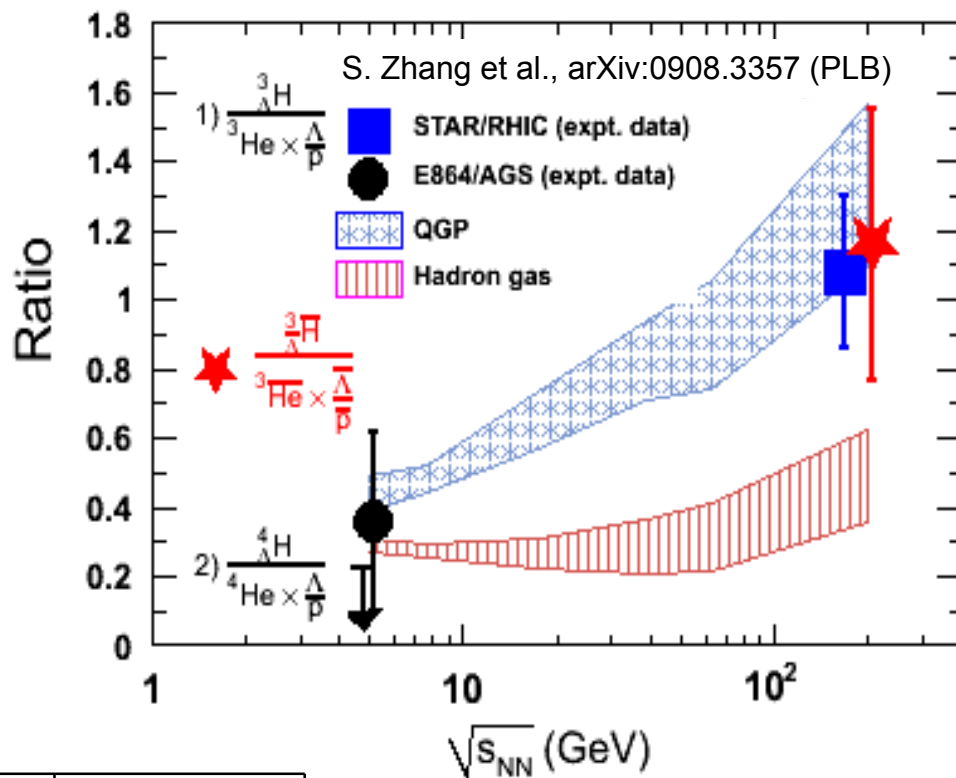 1.8
1.6
1.4
1.2
1
0.8
0.6
0.4
0.2
0
Ratio
S. Zhang et al., arXiv:0908.3357 (PLB)
1) ³ΛH / (³He × Λ/p)
STAR/RHIC (expt. data)
E864/AGS (expt. data)
QGP
Hadron gas
³Λ̅H̅ / (³H̅e̅ × Λ̅/p̅)
2) ⁴ΛH / (⁴He × Λ/p)
1
10
10²
√sNN (GeV)